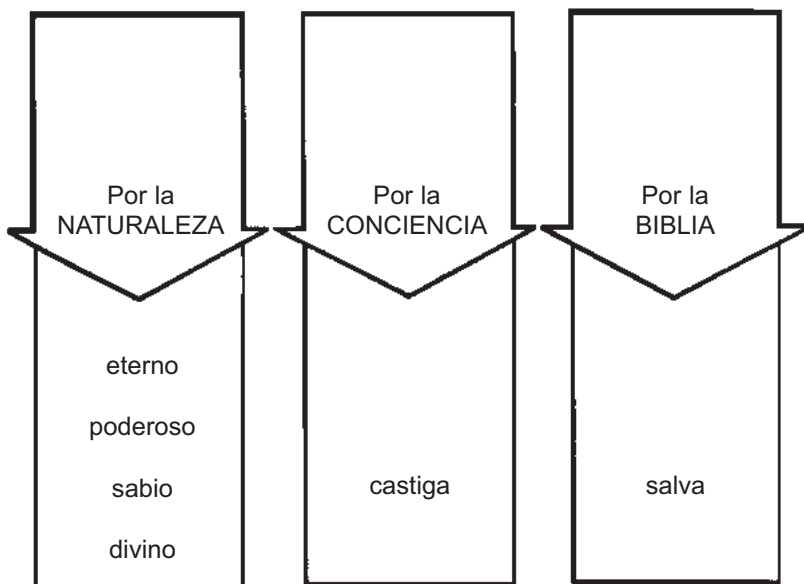 Por la
NATURALEZA
eterno
poderoso
sabio
divino
Por la
CONCIENCIA
castiga
Por la
BIBLIA
salva